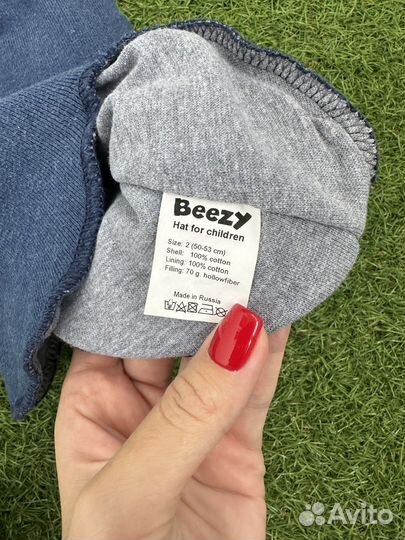 Beezy
Hat for children
Size: 2 (50-53 cm)
Shell: 100% cotton
Lining: 100% cotton
Filling: 70 g. hollowfiber
Made in Russia
Avito